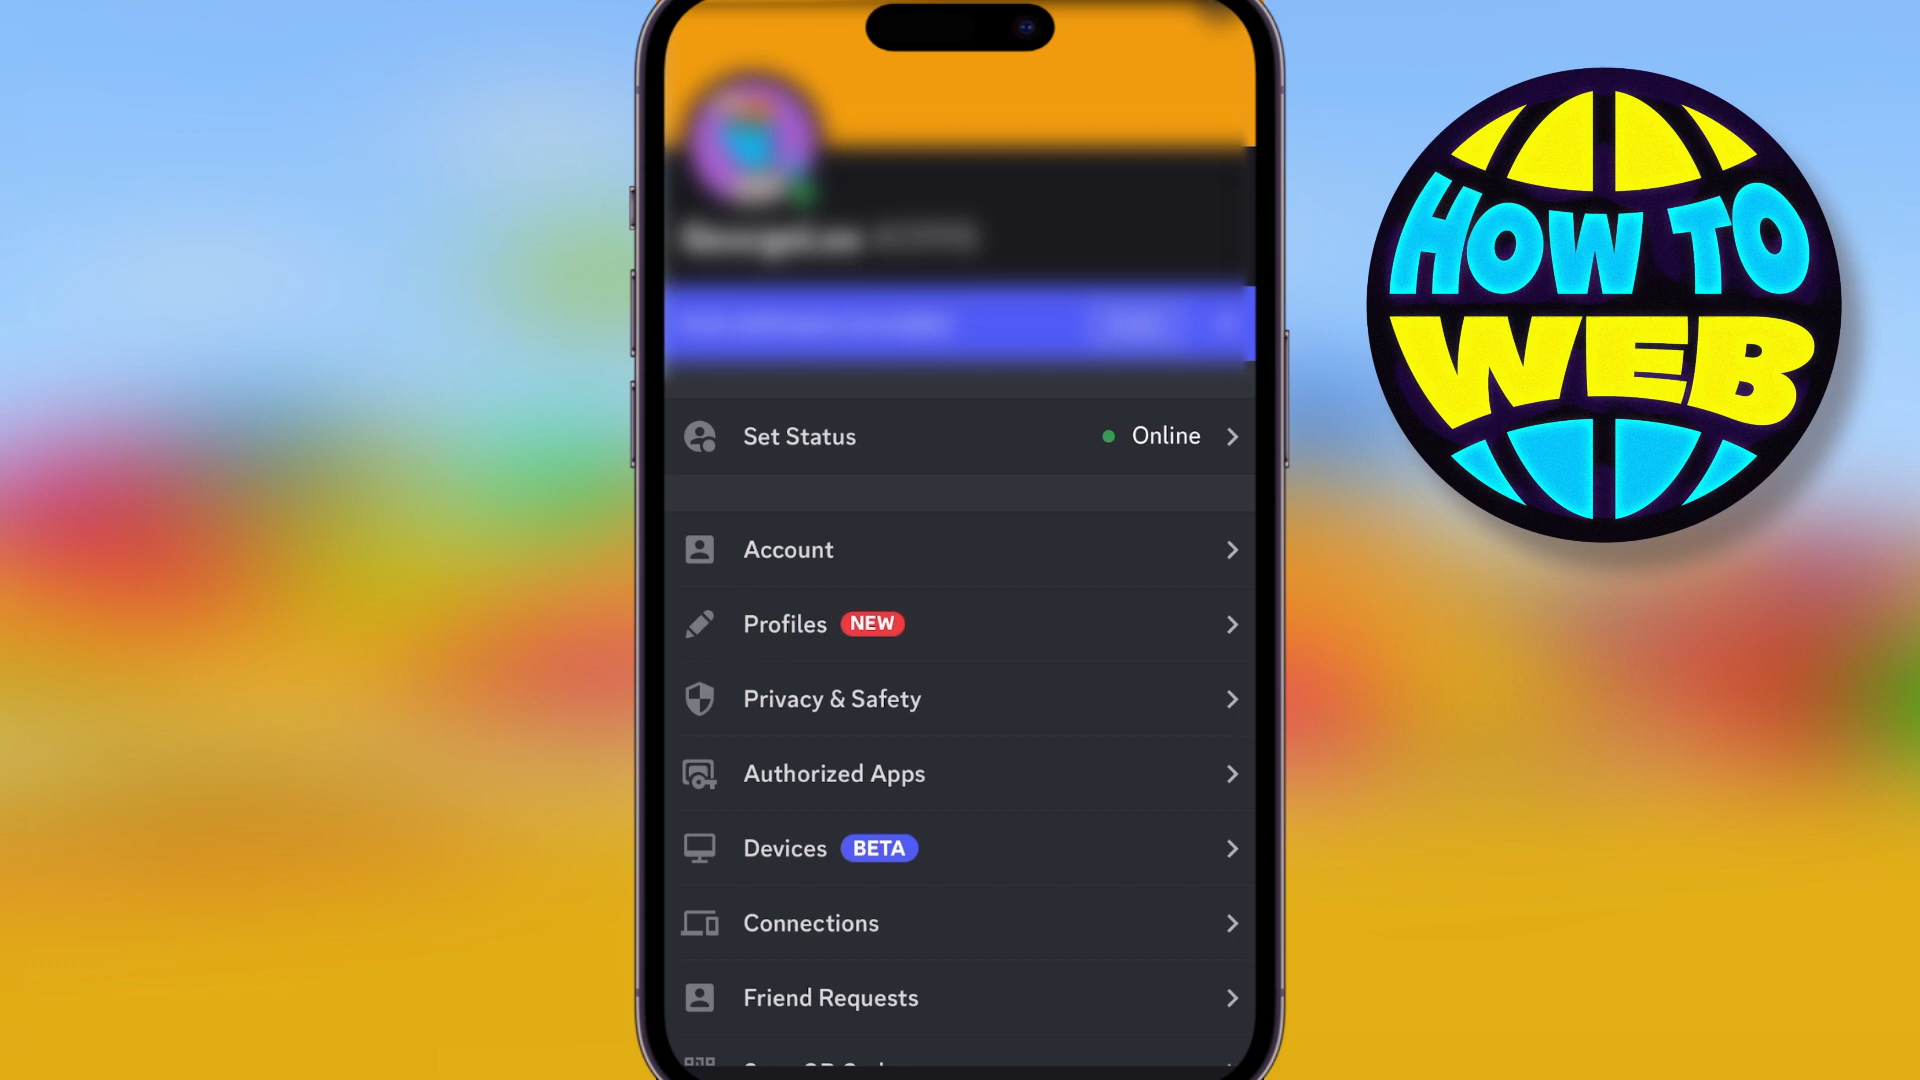 HOW TO
WEB
Set Status
Online
Account
Profiles NEW
Privacy & Safety
Authorized Apps
Devices BETA
Connections
Friend Requests